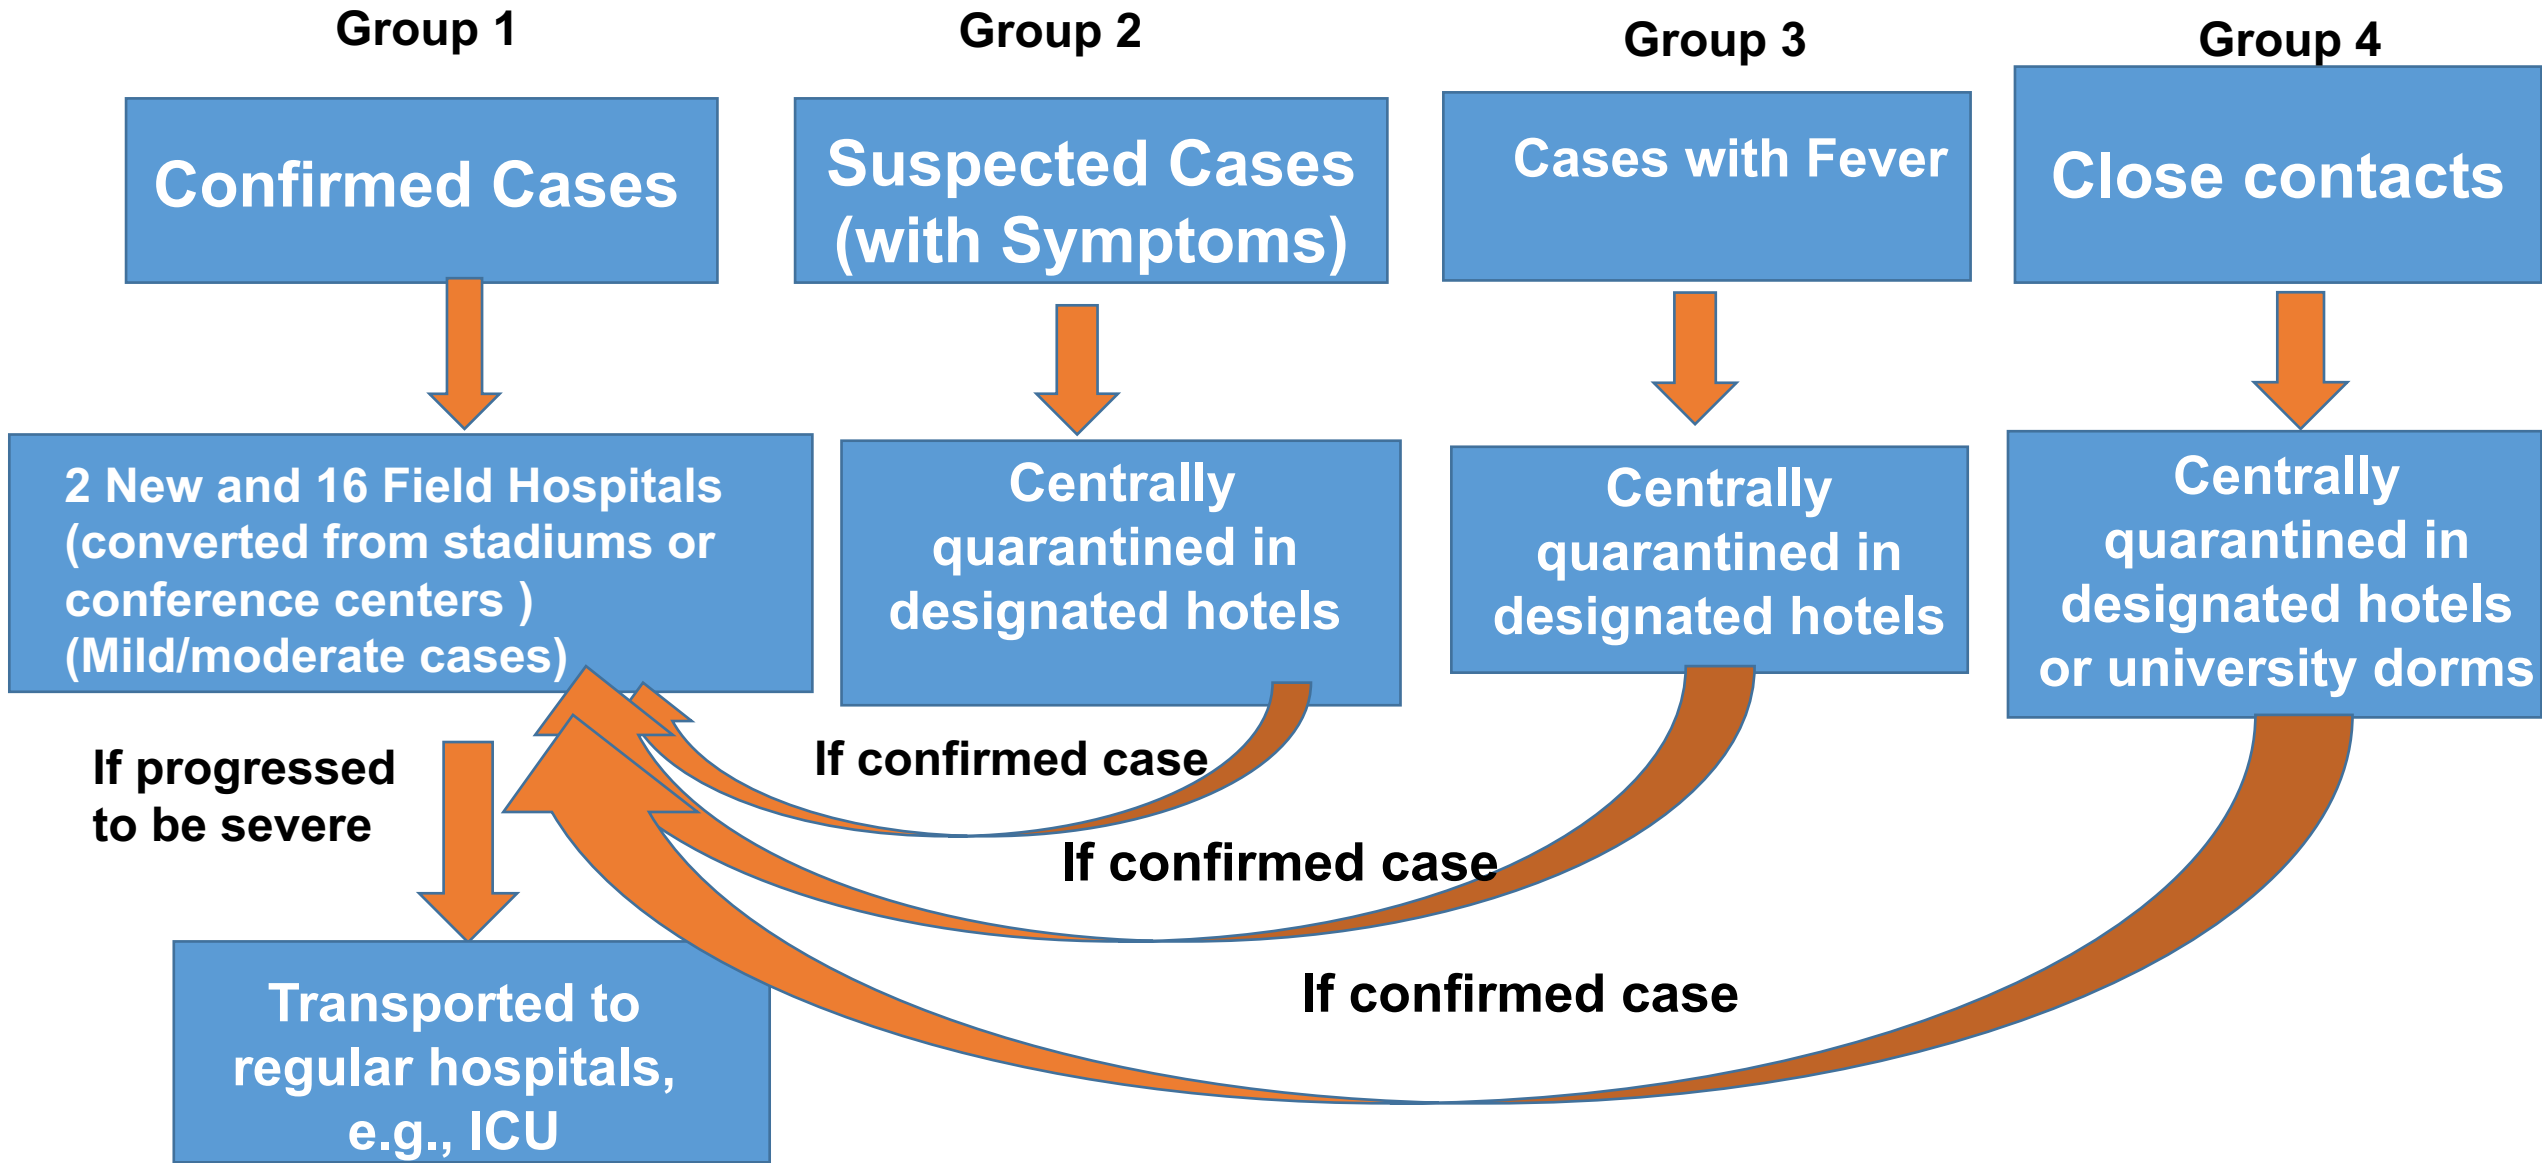 Group 1
Group 2
Group 3
Group 4
Confirmed Cases
Suspected Cases
(with Symptoms)
Cases with Fever
Close contacts
2 New and 16 Field Hospitals
(converted from stadiums or
conference centers )
(Mild/moderate cases)
Centrally
quarantined in
designated hotels
Centrally
quarantined in
designated hotels
Centrally
quarantined in
designated hotels
or university dorms
If progressed
to be severe
If confirmed case
If confirmed case
If confirmed case
Transported to
regular hospitals,
e.g., ICU